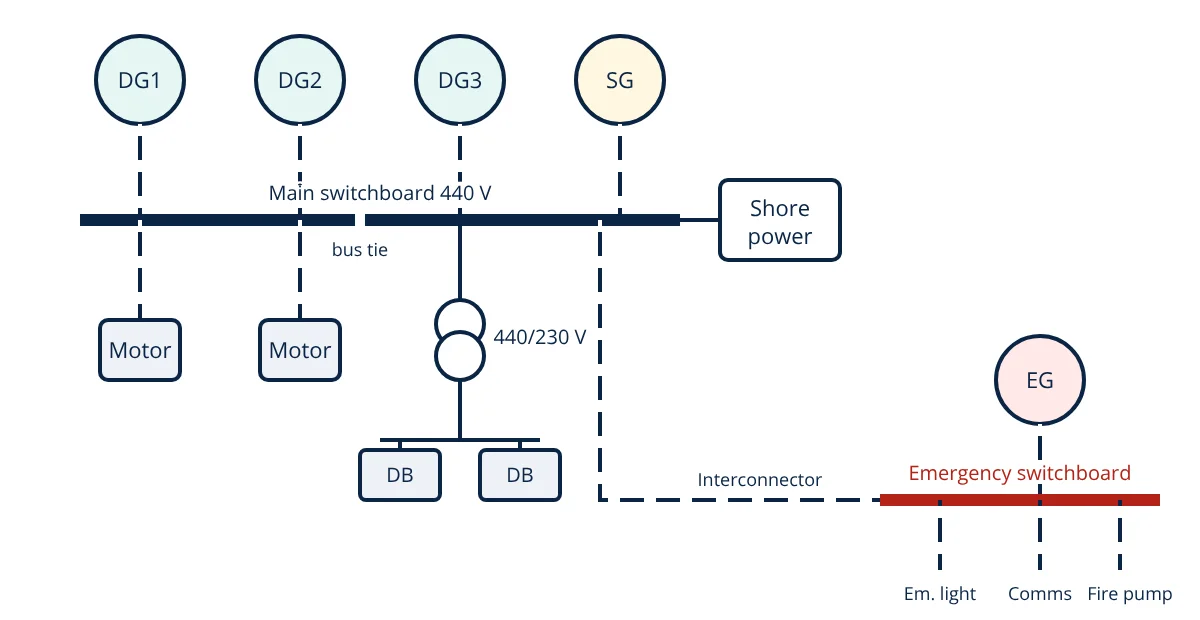 DG1
DG2
DG3
SG
Main switchboard 440 V
Shore
power
bus tie
440/230 V
Motor
Motor
EG
DB
DB
Interconnector
Emergency switchboard
Em. light
Comms
Fire pump